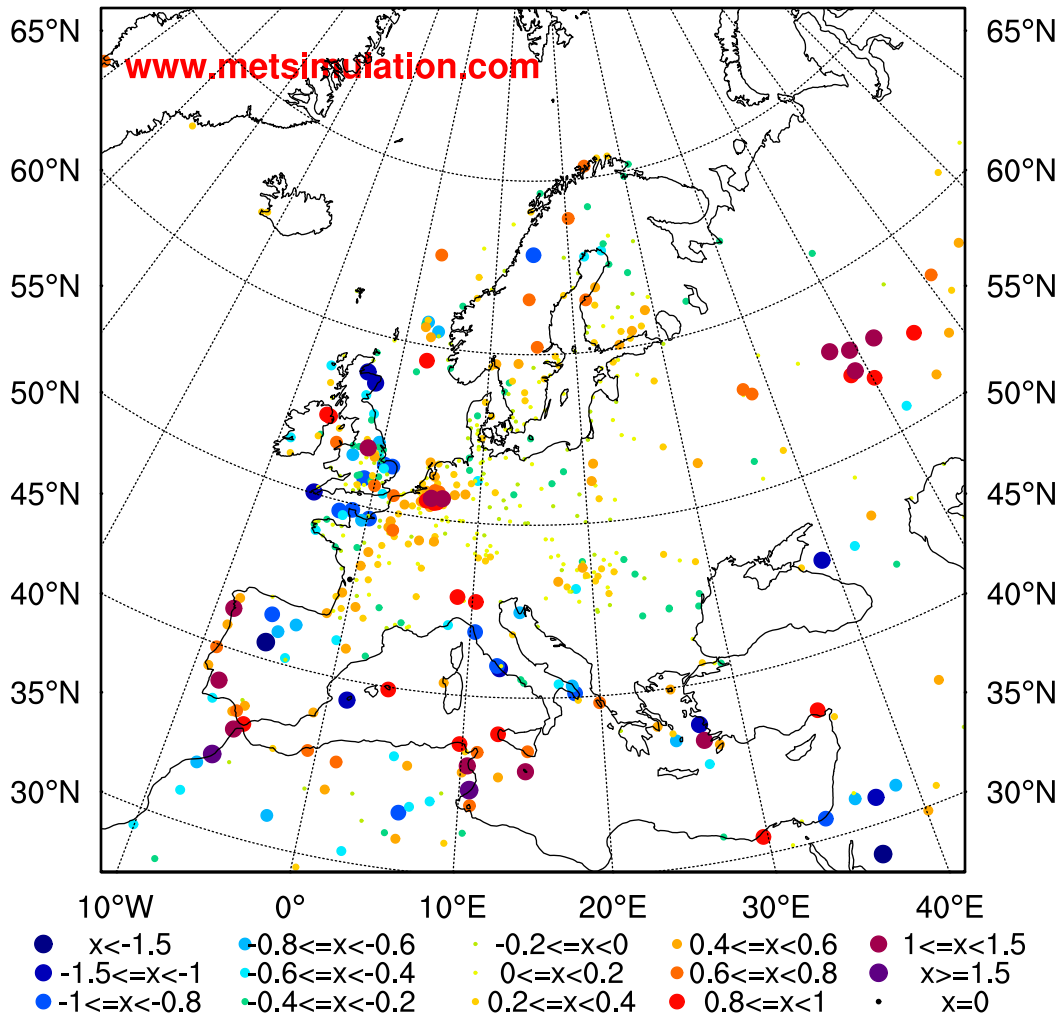 65°N 65°N
www.metsimulation.com
60°N 60°N
55°N 55°N
50°N 50°N
45°N 45°N
40°N 40°N
35°N 35°N
30°N 30°N
10°W 0° 10°E 20°E 30°E 40°E
x<-1.5 -0.8<=x<-0.6 -0.2<=x<0 0.4<=x<0.6 1<=x<1.5
-1.5<=x<-1 -0.6<=x<-0.4 0<=x<0.2 0.6<=x<0.8 x>=1.5
-1<=x<-0.8 -0.4<=x<-0.2 0.2<=x<0.4 0.8<=x<1 x=0